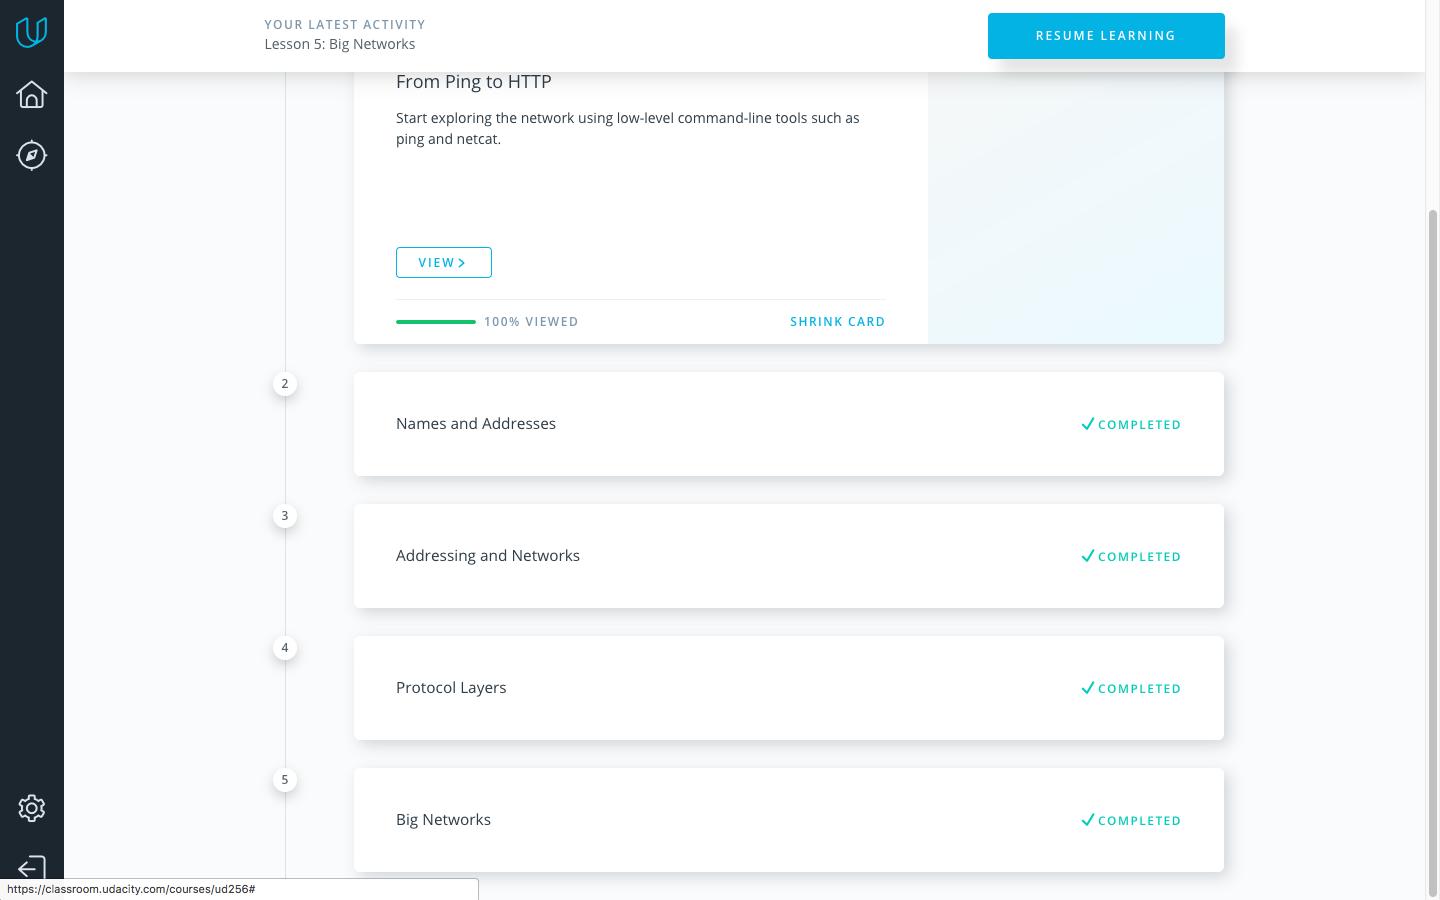 YOUR LATEST ACTIVITY
Lesson 5: Big Networks
RESUME LEARNING
From Ping to HTTP
Start exploring the network using low-level command-line tools such as
ping and netcat.
VIEW
100% VIEWED
SHRINK CARD
2
Names and Addresses
COMPLETED
3
Addressing and Networks
COMPLETED
4
Protocol Layers
COMPLETED
5
Big Networks
COMPLETED
https://classroom.udacity.com/courses/ud256#